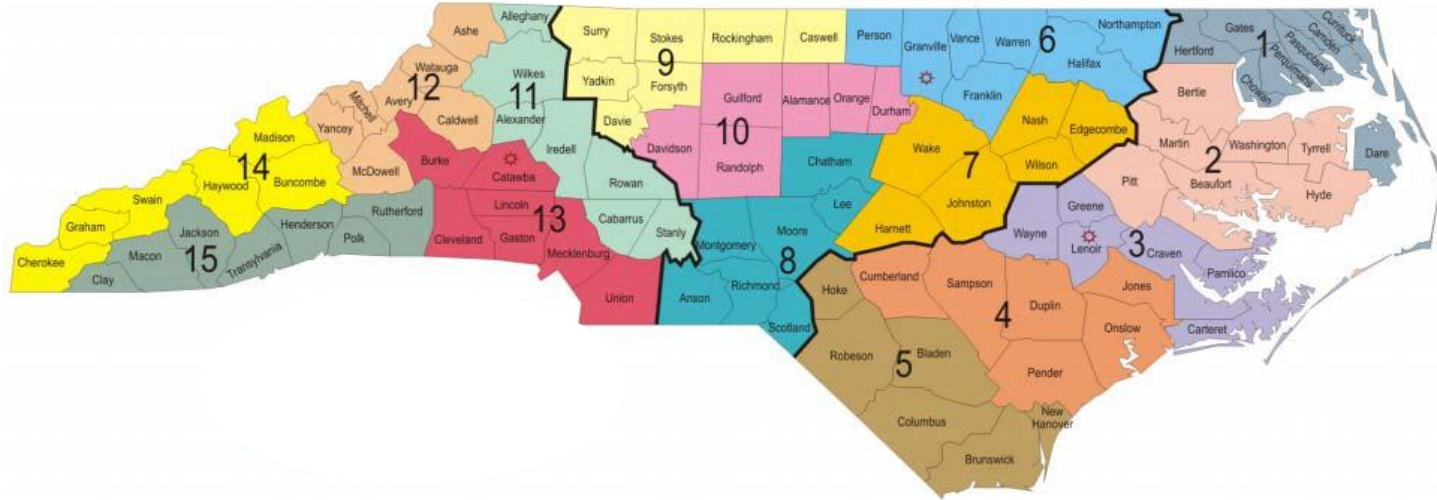 Alleghany
Ashe
Surry
Stokes
Rockingham
Caswell
Person
Granville
Vance
Warren
Northampton
6
Halifax
Gates
1
Currituck
Camden
Pasquotank
Perquimans
Chowan
Hertford
Watauga
12
Wilkes
11
9
Yadkin
Forsyth
Mitchell
Avery
Caldwell
Alexander
Guilford
Alamance
Orange
Durham
Franklin
Nash
Edgecombe
Bertie
Madison
Yancey
Davie
10
Martin
2
Washington
Tyrrell
Dare
14
McDowell
Burke
Catawba
Iredell
Davidson
Randolph
Chatham
Wake
7
Wilson
Pitt
Beaufort
Hyde
Haywood
Buncombe
Swain
Rowan
Lincoln
13
Lee
Johnston
Greene
Graham
Jackson
Henderson
Rutherford
Cleveland
Gaston
Cabarrus
Stanly
Montgomery
Moore
Harnett
Wayne
Lenoir
3
Craven
Cherokee
Macon
15
Transylvania
Polk
Mecklenburg
8
Pamlico
Clay
Union
Anson
Richmond
Scotland
Hoke
Cumberland
Sampson
Duplin
4
Jones
Onslow
Carteret
Robeson
5
Bladen
Pender
Columbus
New
Hanover
Brunswick